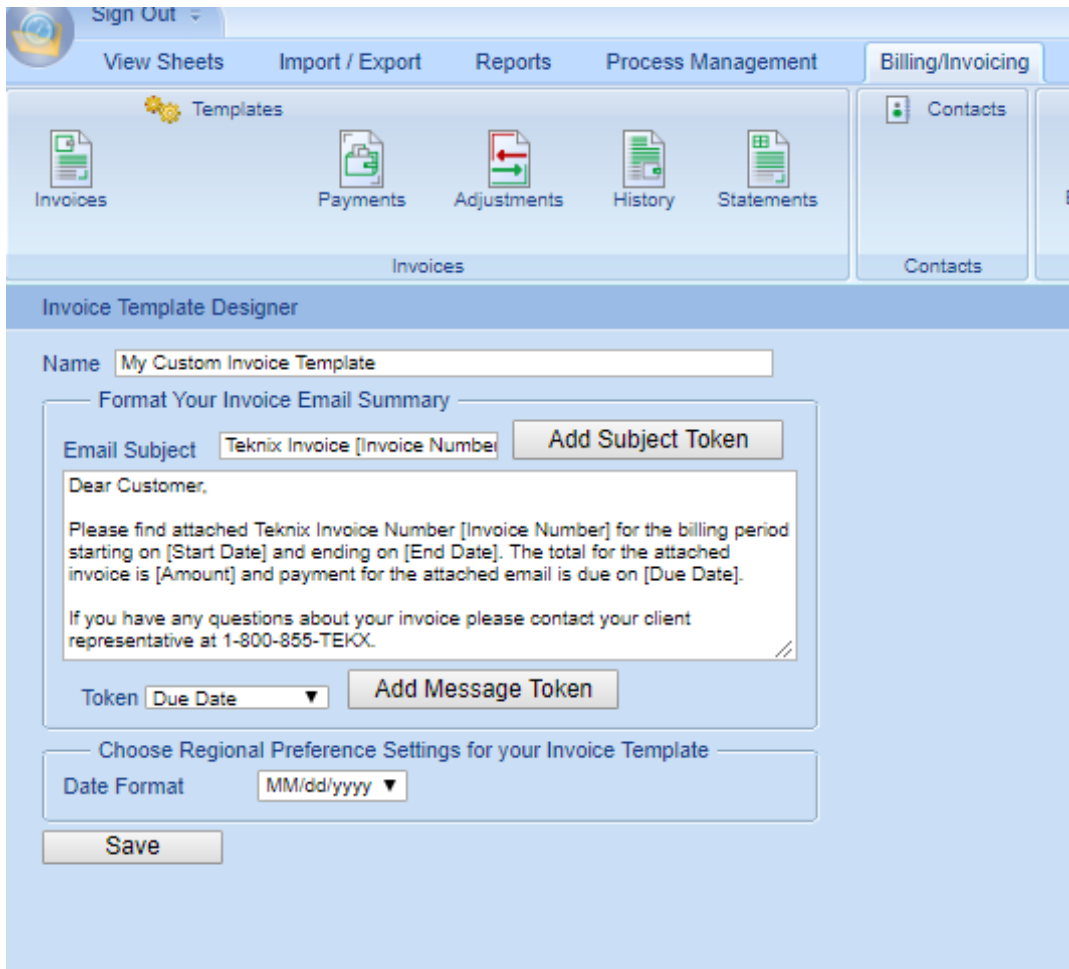 Sign Out
View Sheets Import / Export Reports Process Management Billing/Invoicing
Templates Contacts
Invoices Payments Adjustments History Statements
Invoices Contacts
Invoice Template Designer
Name My Custom Invoice Template
Format Your Invoice Email Summary
Email Subject Teknix Invoice [Invoice Number Add Subject Token
Dear Customer,
Please find attached Teknix Invoice Number [Invoice Number] for the billing period
starting on [Start Date] and ending on [End Date]. The total for the attached
invoice is [Amount] and payment for the attached email is due on [Due Date].
If you have any questions about your invoice please contact your client
representative at 1-800-855-TEKX.
Token Due Date Add Message Token
Choose Regional Preference Settings for your Invoice Template
Date Format MM/dd/yyyy
Save